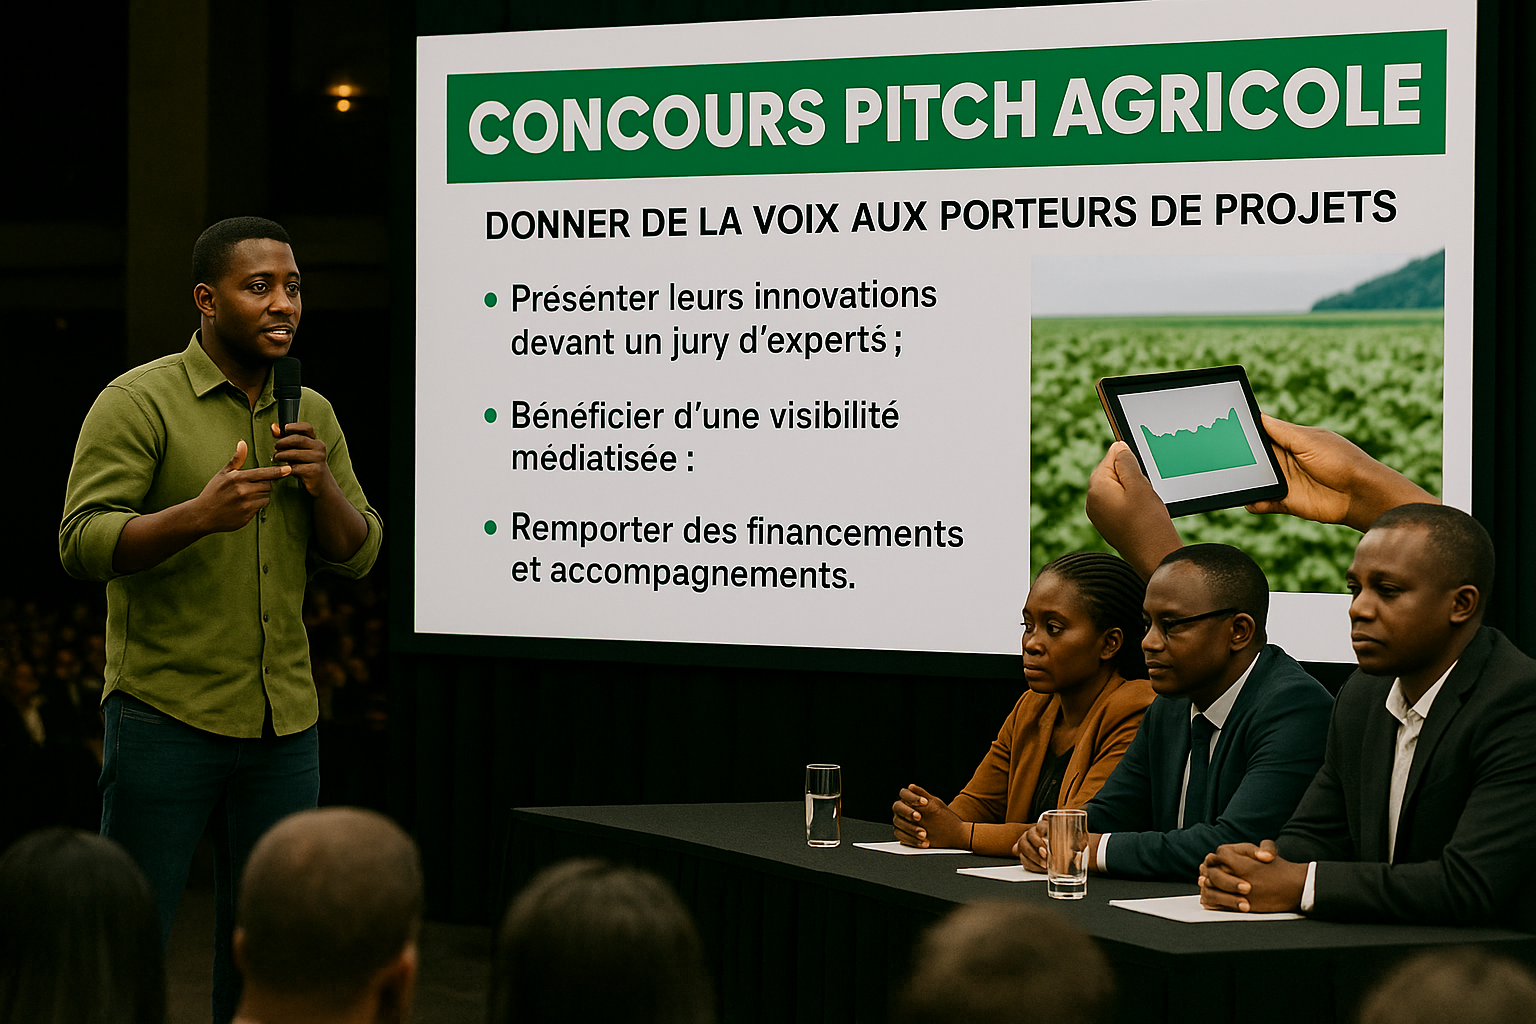 CONCOURS PITCH AGRICOLE
DONNER DE LA VOIX AUX PORTEURS DE PROJETS
• Présénter leurs innovations
devant un jury d'experts ;
• Bénéficier d'une visibilité
médiatisée :
• Remporter des financements
et accompagnements.